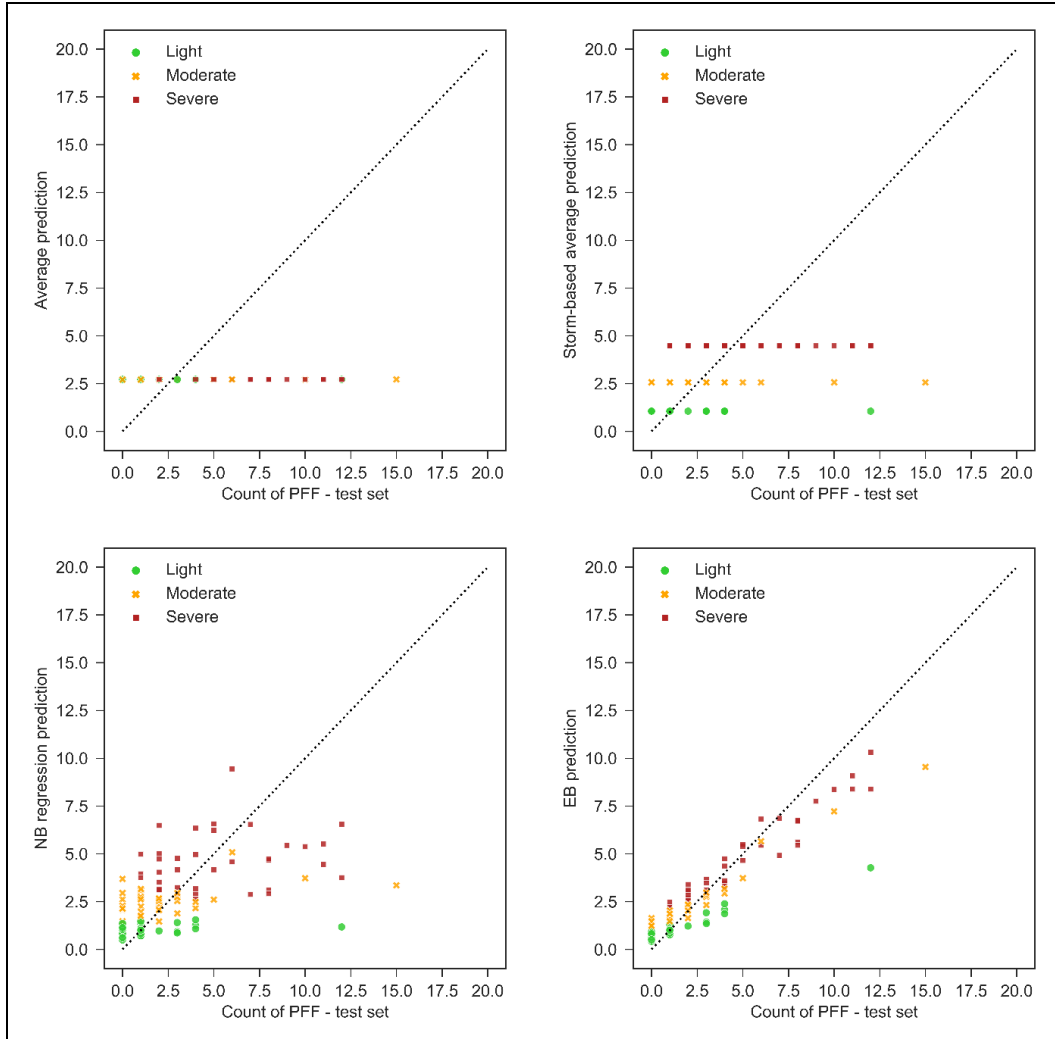 Light
Moderate
Severe
20.0
17.5
15.0
12.5
10.0
7.5
5.0
2.5
0.0
Average prediction
0.0 2.5 5.0 7.5 10.0 12.5 15.0 17.5 20.0
Count of PFF - test set
Light
Moderate
Severe
20.0
17.5
15.0
12.5
10.0
7.5
5.0
2.5
0.0
Storm-based average prediction
0.0 2.5 5.0 7.5 10.0 12.5 15.0 17.5 20.0
Count of PFF - test set
Light
Moderate
Severe
20.0
17.5
15.0
12.5
10.0
7.5
5.0
2.5
0.0
NB regression prediction
0.0 2.5 5.0 7.5 10.0 12.5 15.0 17.5 20.0
Count of PFF - test set
Light
Moderate
Severe
20.0
17.5
15.0
12.5
10.0
7.5
5.0
2.5
0.0
EB prediction
0.0 2.5 5.0 7.5 10.0 12.5 15.0 17.5 20.0
Count of PFF - test set